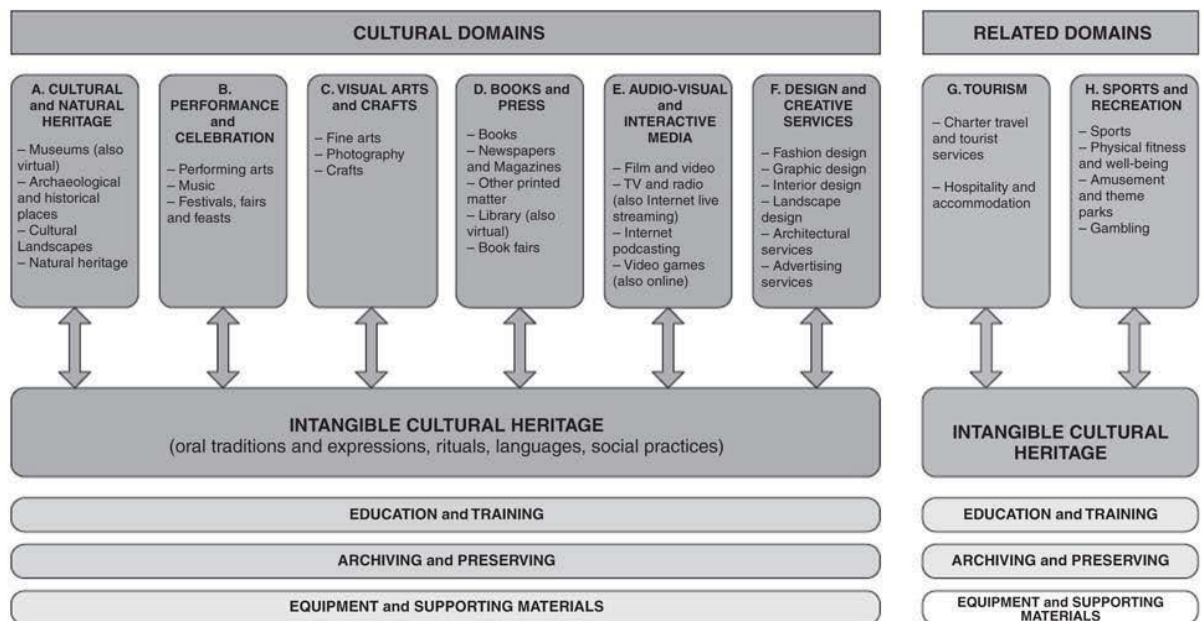 CULTURAL DOMAINS
RELATED DOMAINS
A. CULTURAL
and NATURAL
HERITAGE
– Museums (also
virtual)
– Archaeological
and historical
places
– Cultural
Landscapes
– Natural heritage
B.
PERFORMANCE
and
CELEBRATION
– Performing arts
– Music
– Festivals, fairs
and feasts
C. VISUAL ARTS
and CRAFTS
– Fine arts
– Photography
– Crafts
D. BOOKS and
PRESS
– Books
– Newspapers
and Magazines
– Other printed
matter
– Library (also
virtual)
– Book fairs
E. AUDIO-VISUAL
and
INTERACTIVE
MEDIA
– Film and video
– TV and radio
(also Internet live
streaming)
– Internet
podcasting
– Video games
(also online)
F. DESIGN and
CREATIVE
SERVICES
– Fashion design
– Graphic design
– Interior design
– Landscape
design
– Architectural
services
– Advertising
services
G. TOURISM
– Charter travel
and tourist
services
– Hospitality and
accommodation
H. SPORTS and
RECREATION
– Sports
– Physical fitness
and well-being
– Amusement
and theme
parks
– Gambling
INTANGIBLE CULTURAL HERITAGE
(oral traditions and expressions, rituals, languages, social practices)
INTANGIBLE CULTURAL
HERITAGE
EDUCATION and TRAINING
EDUCATION and TRAINING
ARCHIVING and PRESERVING
ARCHIVING and PRESERVING
EQUIPMENT and SUPPORTING MATERIALS
EQUIPMENT and SUPPORTING
MATERIALS